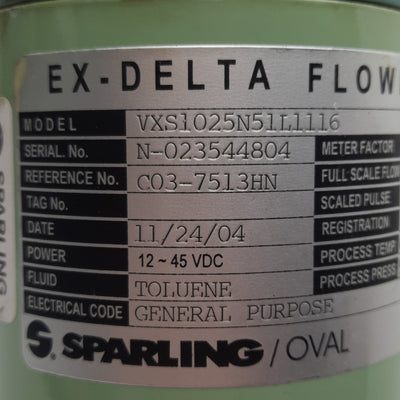 EX-DELTA FLOW
MODEL VXS1025N51L1116
SERIAL. No. N-023544804 METER FACTOR
REFERENCE No. C03-7513HN FULL SCALE FLOW
TAG No. SCALED PULSE
DATE 11/24/04 REGISTRATION
POWER 12~45 VDC PROCESS TEMP
FLUID TOLUENE PROCESS PRESS
ELECTRICAL CODE GENERAL PURPOSE
S. SPARLING / OVAL
SPARLING